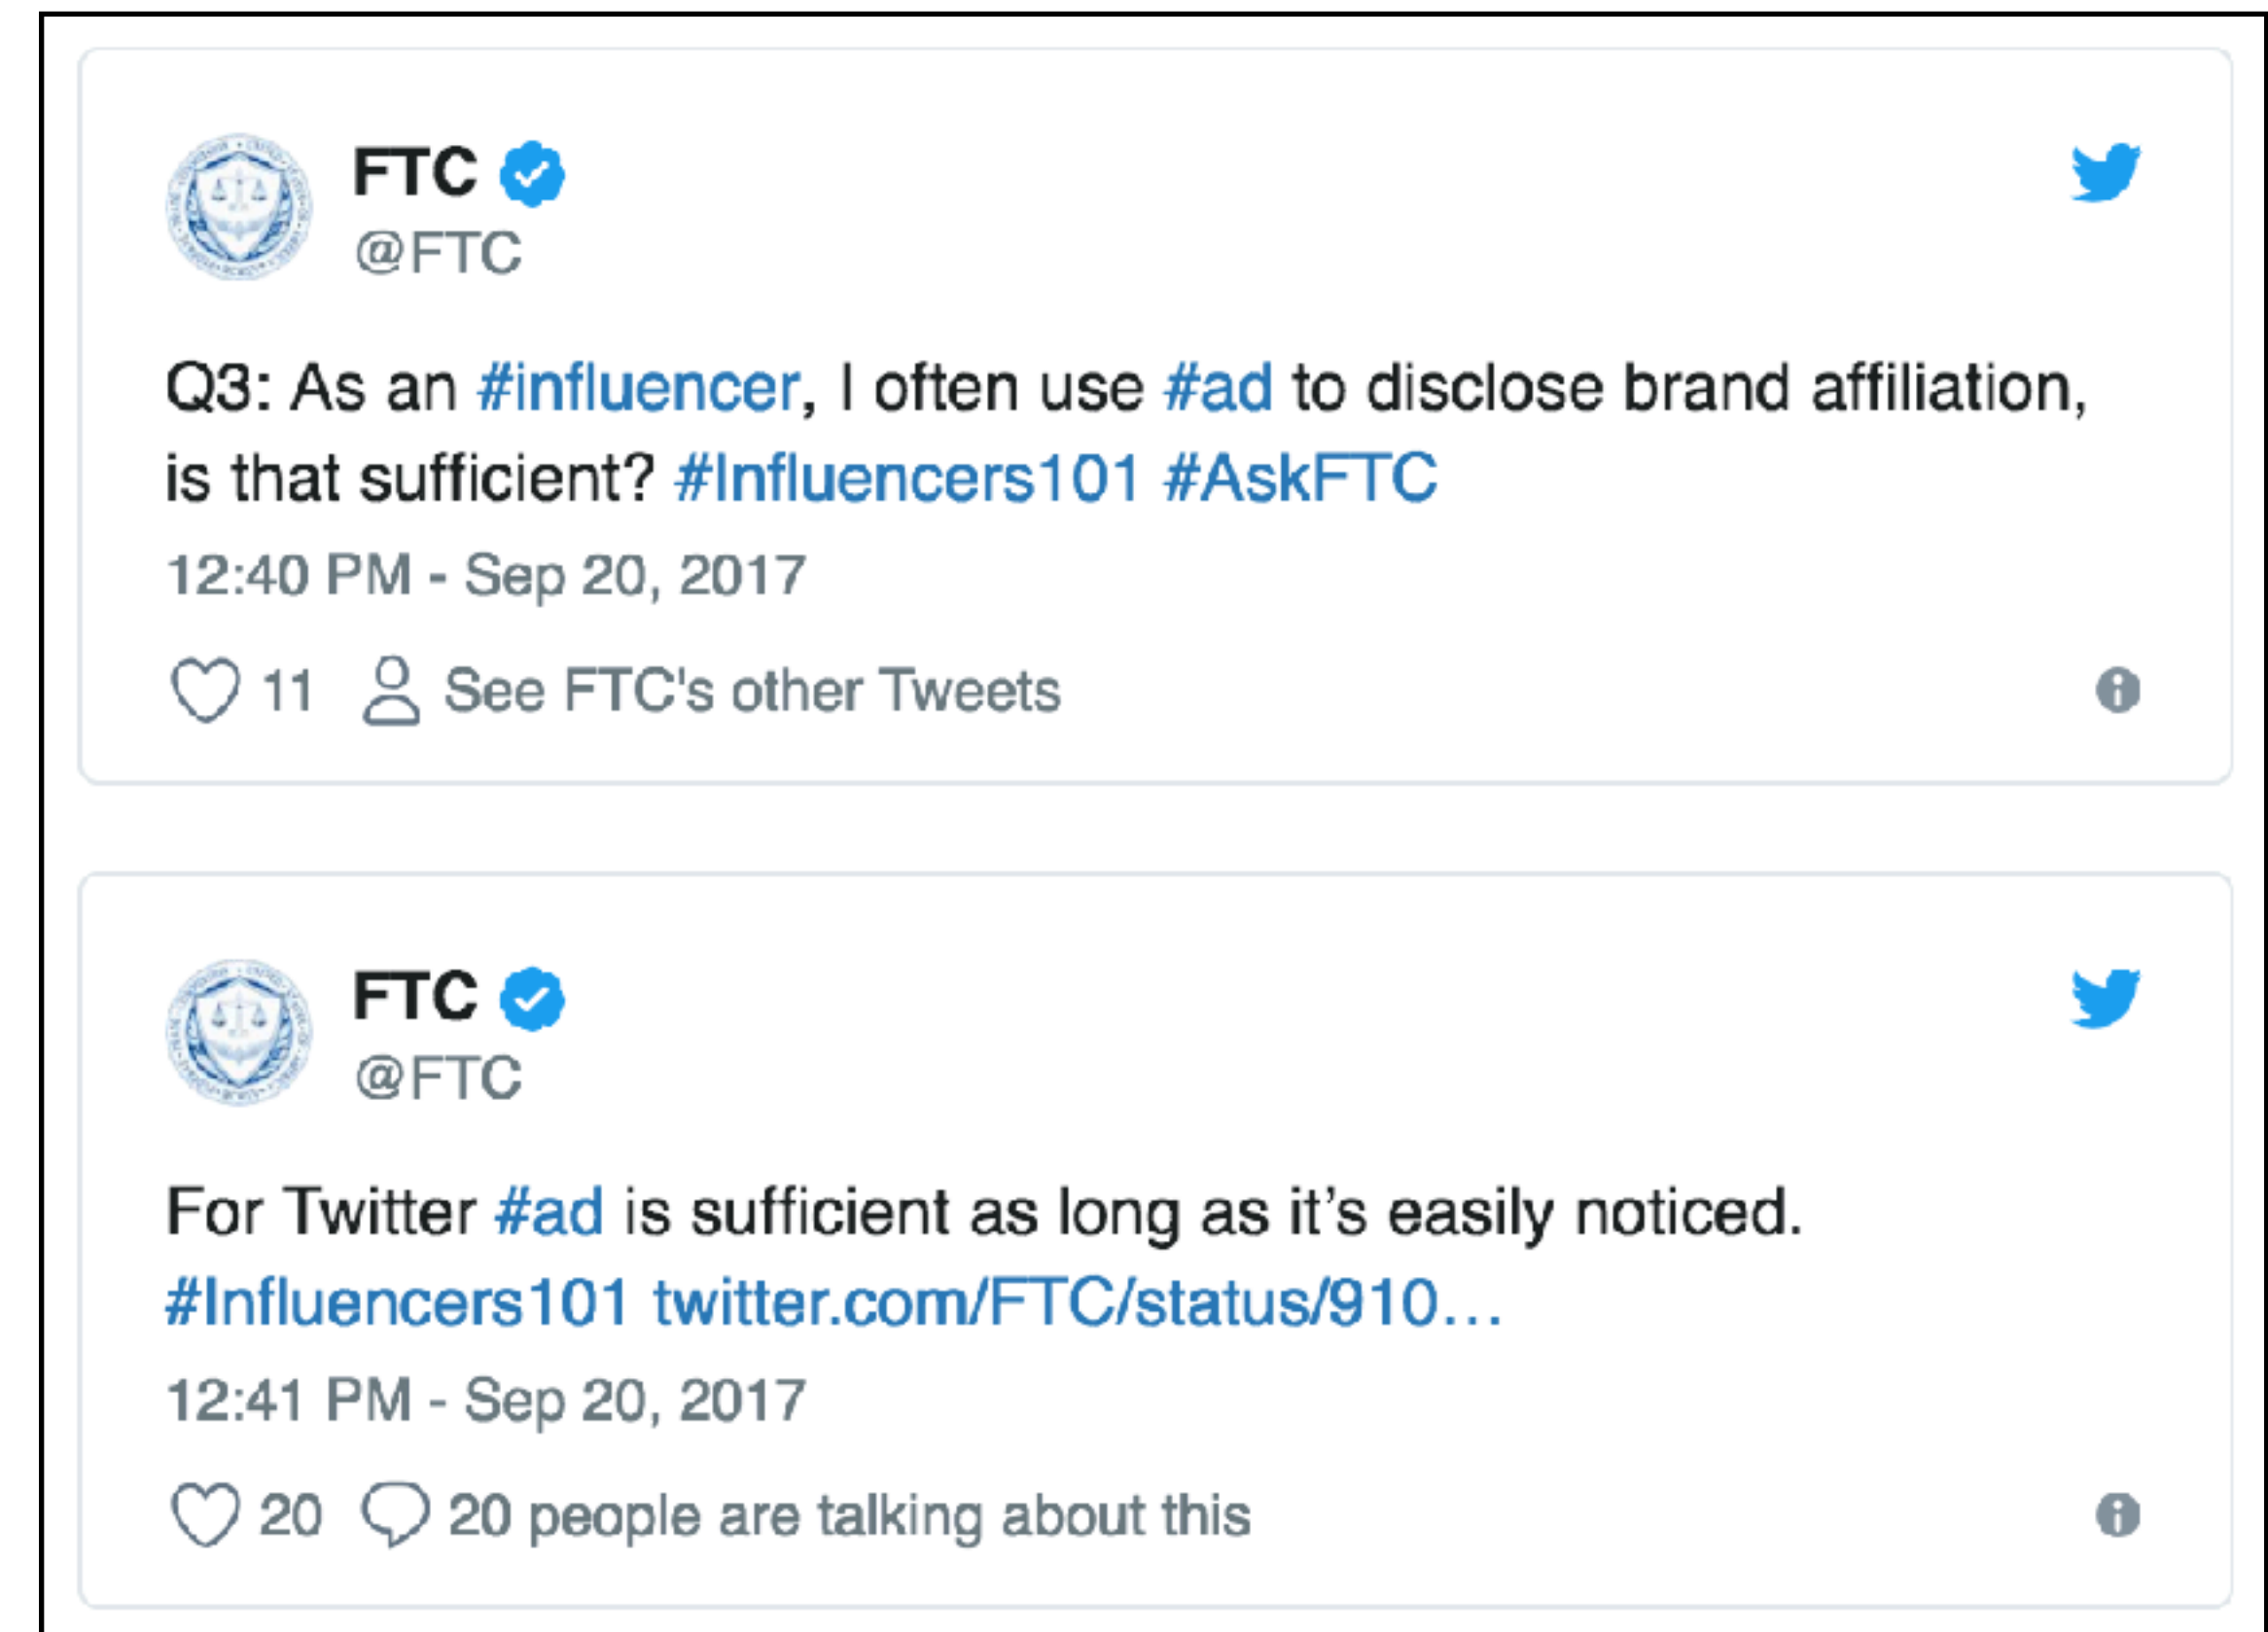 FTC
@FTC
Q3: As an #influencer, I often use #ad to disclose brand affiliation,
is that sufficient? #Influencers101 #AskFTC
12:40 PM - Sep 20, 2017
11 See FTC's other Tweets
FTC
@FTC
For Twitter #ad is sufficient as long as it’s easily noticed.
#Influencers101 twitter.com/FTC/status/910…
12:41 PM - Sep 20, 2017
20 20 people are talking about this